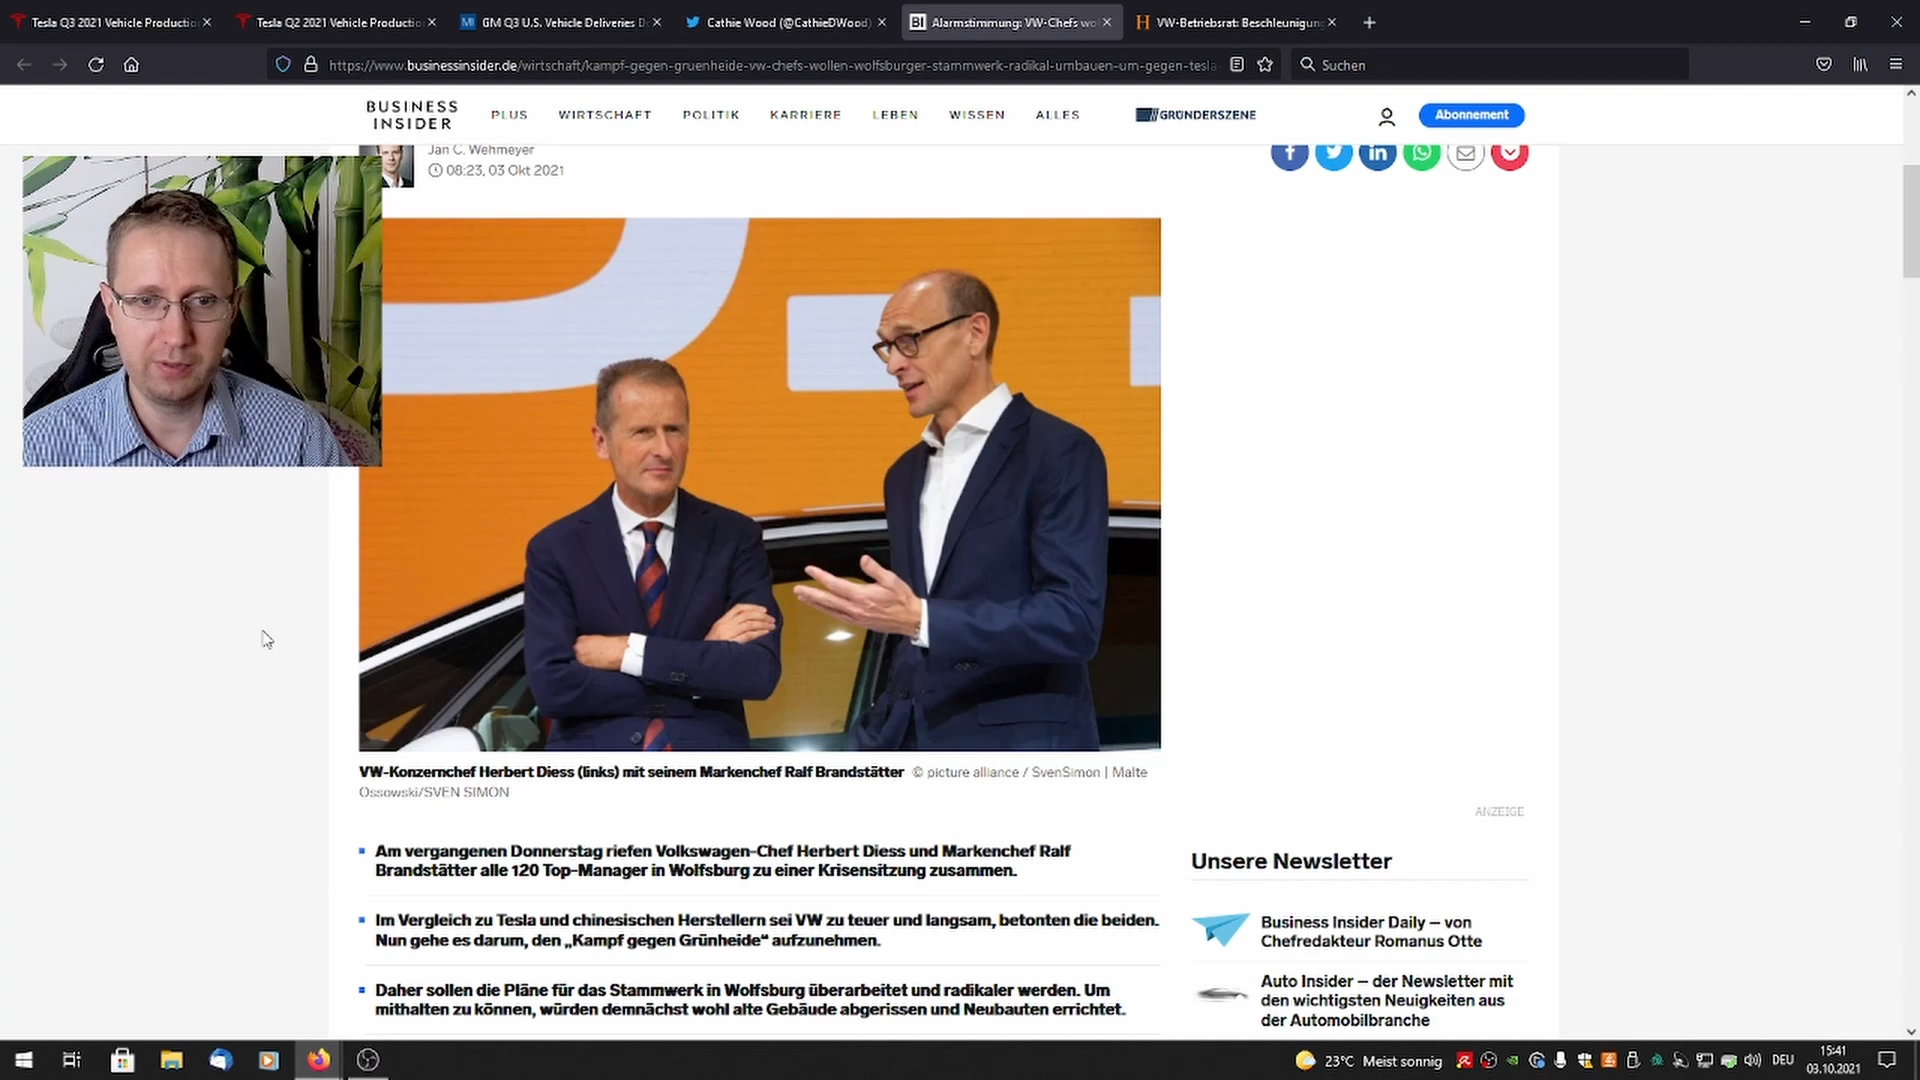 Tesla Q3 2021 Vehicle Productio
Tesla Q2 2021 Vehicle Productio
GM Q3 U.S. Vehicle Deliveries D
Cathie Wood (@CathieDWood)
Alarmstimmung: VW-Chefs wo
VW-Betriebsrat: Beschleunigung
https://www.businessinsider.de/wirtschaft/kampf-gegen-gruenheide-vw-chefs-wollen-wolfsburger-stammwerk-radikal-umbauen-um-gegen-tesla
Suchen
BUSINESS
INSIDER
PLUS
WIRTSCHAFT
POLITIK
KARRIERE
LEBEN
WISSEN
ALLES
GRÜNDERSZENE
Abonnement
Jan C. Wehmeyer
08:23, 03 Okt 2021
VW-Konzernchef Herbert Diess (links) mit seinem Markenchef Ralf Brandstätter © picture alliance / SvenSimon | Malte
Ossowski/SVEN SIMON
ANZEIGE
Am vergangenen Donnerstag riefen Volkswagen-Chef Herbert Diess und Markenchef Ralf
Brandstätter alle 120 Top-Manager in Wolfsburg zu einer Krisensitzung zusammen.
Im Vergleich zu Tesla und chinesischen Herstellern sei VW zu teuer und langsam, betonten die beiden.
Nun gehe es darum, den „Kampf gegen Grünheide“ aufzunehmen.
Daher sollen die Pläne für das Stammwerk in Wolfsburg überarbeitet und radikaler werden. Um
mithalten zu können, würden demnächst wohl alte Gebäude abgerissen und Neubauten errichtet.
Unsere Newsletter
Business Insider Daily – von
Chefredakteur Romanus Otte
Auto Insider – der Newsletter mit
den wichtigsten Neuigkeiten aus
der Automobilbranche
23°C Meist sonnig
DEU
15:41
03.10.2021